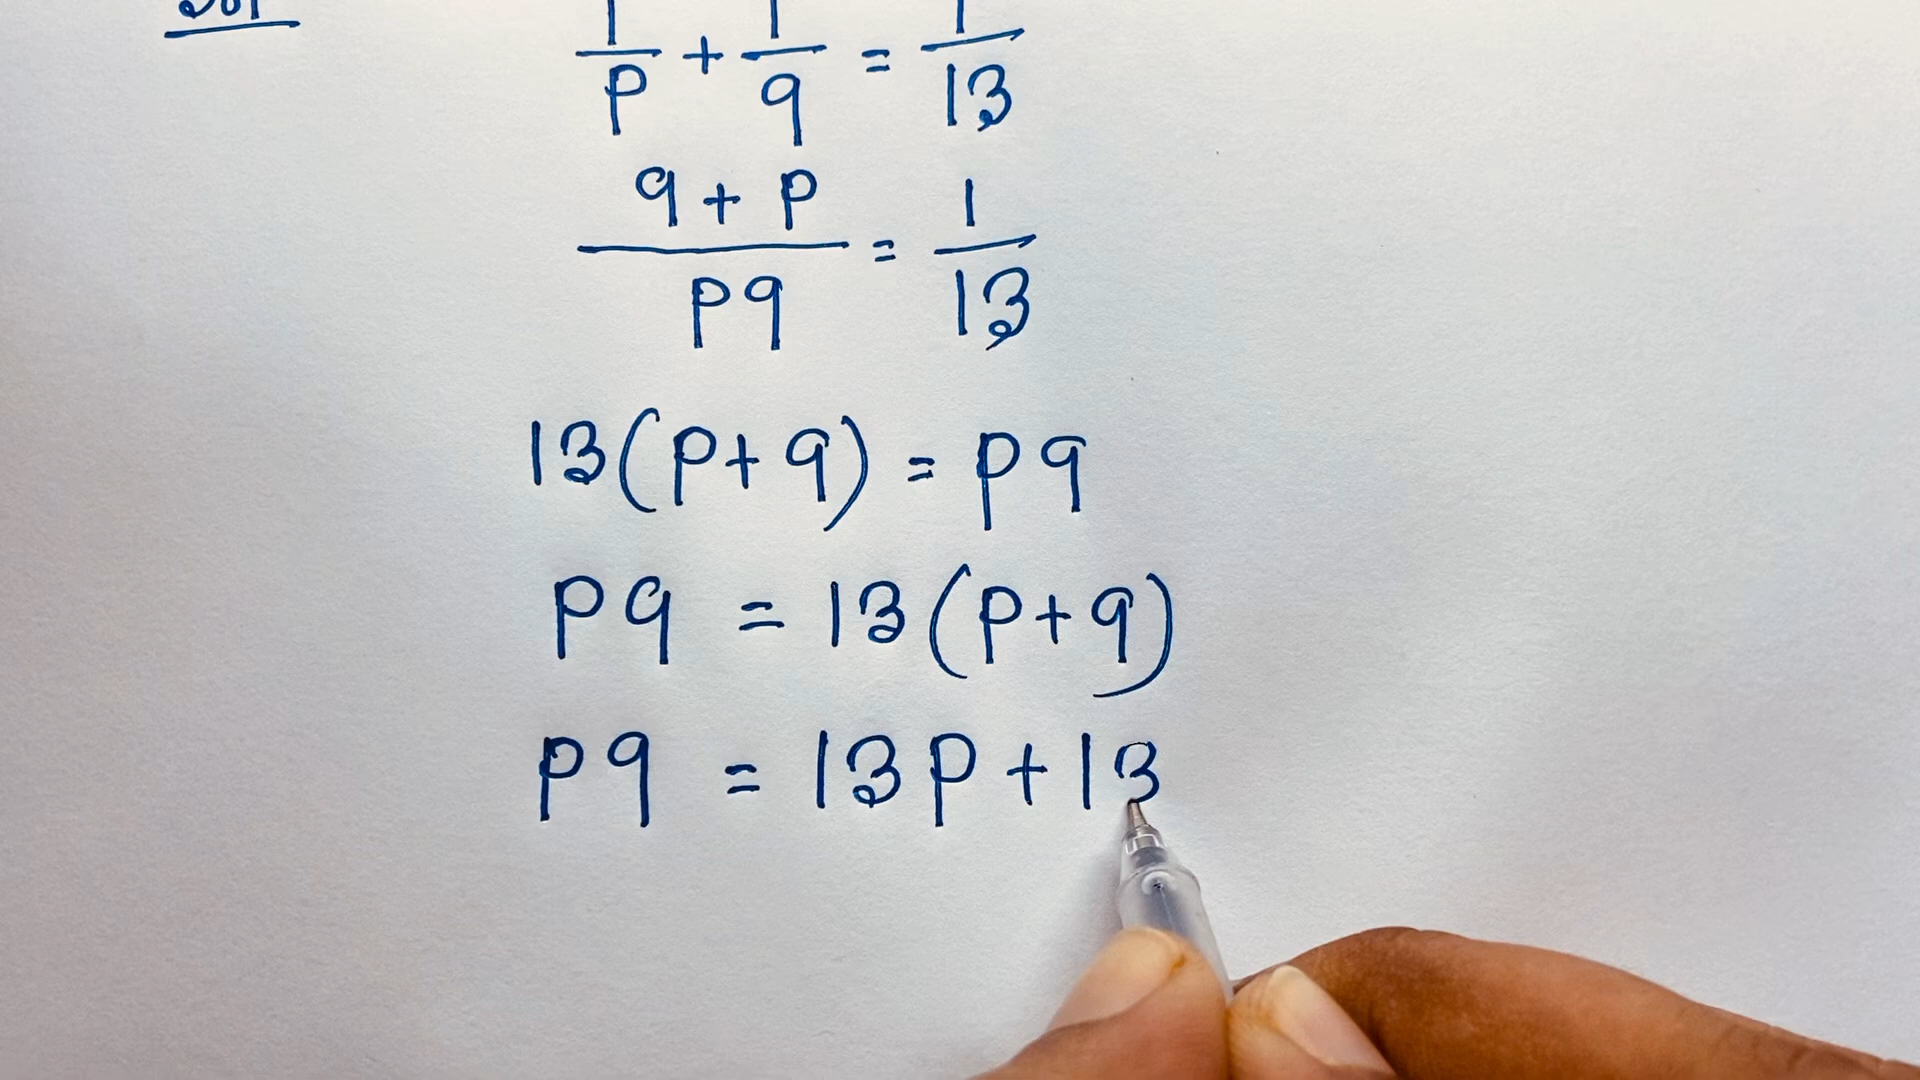 1/p + 1/q = 1/13
(q + p)/pq = 1/13
13(p+q) = pq
pq = 13(p+q)
pq = 13p + 13